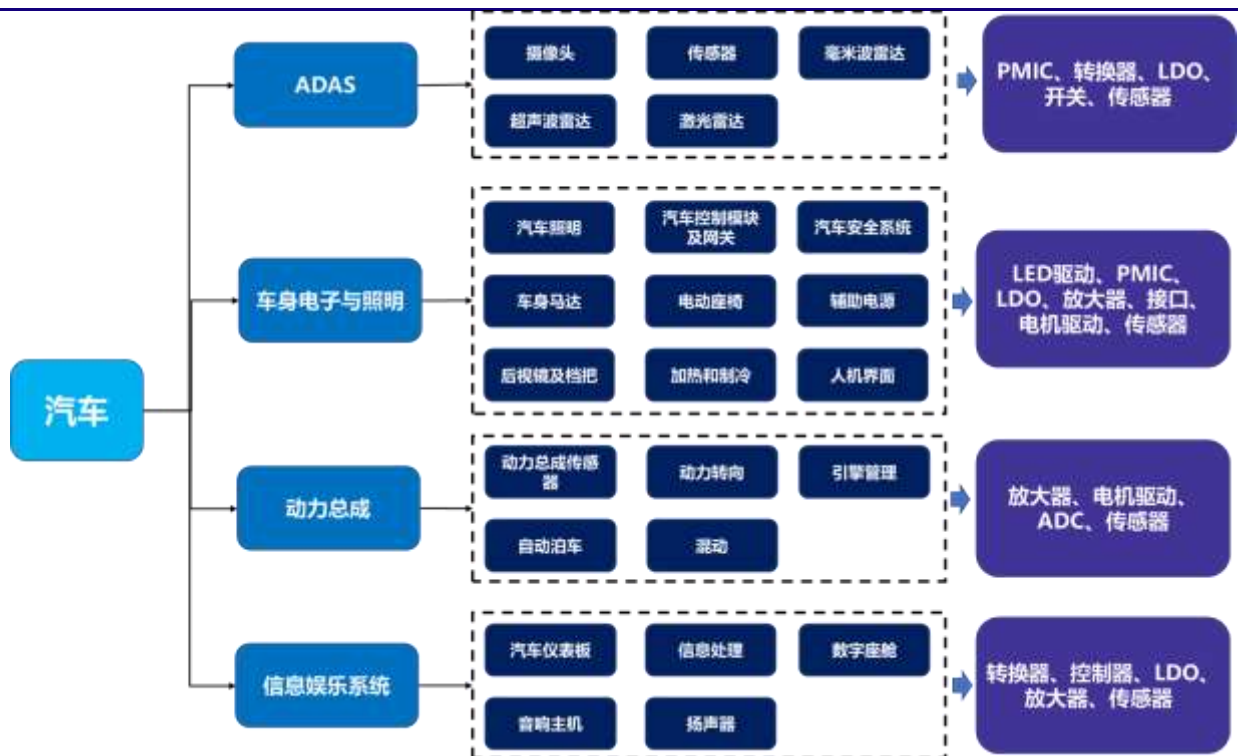 ADAS
摄像头
传感器
毫米波雷达
超声波雷达
激光雷达
PMIC、转换器、LDO、
开关、传感器
汽车
车身电子与照明
汽车照明
汽车控制模块
及网关
汽车安全系统
车身马达
电动座椅
辅助电源
后视镜及档把
加热和制冷
人机界面
LED驱动、PMIC、
LDO、放大器、接口、
电机驱动、传感器
动力总成
动力总成传感
器
动力转向
引擎管理
自动泊车
混动
放大器、电机驱动、
ADC、传感器
信息娱乐系统
汽车仪表板
信息处理
数字座舱
音响主机
扬声器
转换器、控制器、LDO、
放大器、传感器